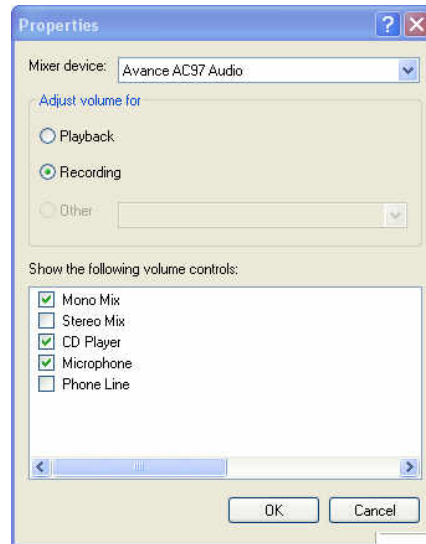 Properties
Mixer device: Avance AC97 Audio
Adjust volume for
Playback
Recording
Other
Show the following volume controls:
Mono Mix
Stereo Mix
CD Player
Microphone
Phone Line
OK Cancel